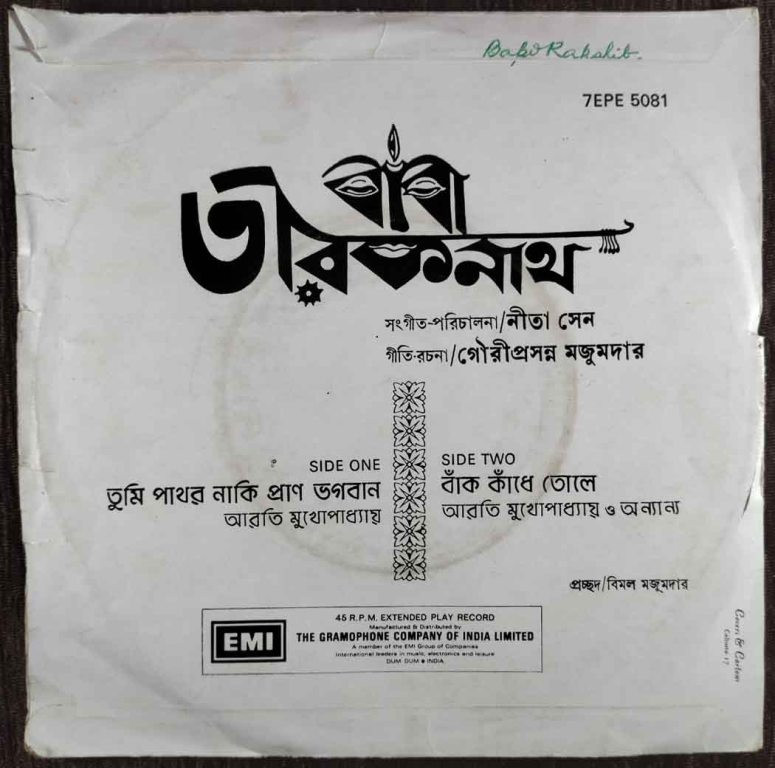 Bapi Rakshit.
7EPE 5081
বাবা
তারকনাথ
সংগীত-পরিচালনা/নীতা সেন
গীতি-রচনা/গৌরীপ্রসন্ন মজুমদার
SIDE ONE
তুমি পাথর নাকি প্রাণ ভগবান
আরতি মুখোপাধ্যায়
SIDE TWO
বাঁক কাঁধে তোলে
আরতি মুখোপাধ্যায় ও অন্যান্য
প্রচ্ছদ/বিমল মজুমদার
EMI
45 R.P.M. EXTENDED PLAY RECORD
Manufactured & Distributed by
THE GRAMOPHONE COMPANY OF INDIA LIMITED
A member of the EMI Group of Companies
International leaders in music, electronics and leisure
DUM DUM ● INDIA